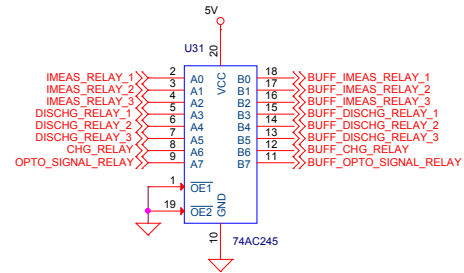 5V
U31
20
VCC
IMEAS_RELAY_1 2 A0 B0 18 BUFF_IMEAS_RELAY_1
IMEAS_RELAY_2 3 A1 B1 17 BUFF_IMEAS_RELAY_2
IMEAS_RELAY_3 4 A2 B2 16 BUFF_IMEAS_RELAY_3
DISCHG_RELAY_1 5 A3 B3 15 BUFF_DISCHG_RELAY_1
DISCHG_RELAY_2 6 A4 B4 14 BUFF_DISCHG_RELAY_2
DISCHG_RELAY_3 7 A5 B5 13 BUFF_DISCHG_RELAY_3
CHG_RELAY 8 A6 B6 12 BUFF_CHG_RELAY
OPTO_SIGNAL_RELAY 9 A7 B7 11 BUFF_OPTO_SIGNAL_RELAY
1 OE1
19 OE2
GND
10
74AC245